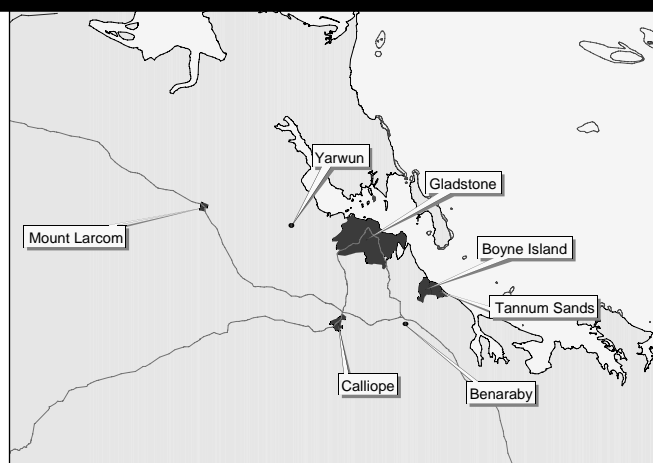 Yarwun
Gladstone
Mount Larcom
Boyne Island
Tannum Sands
Calliope
Benaraby